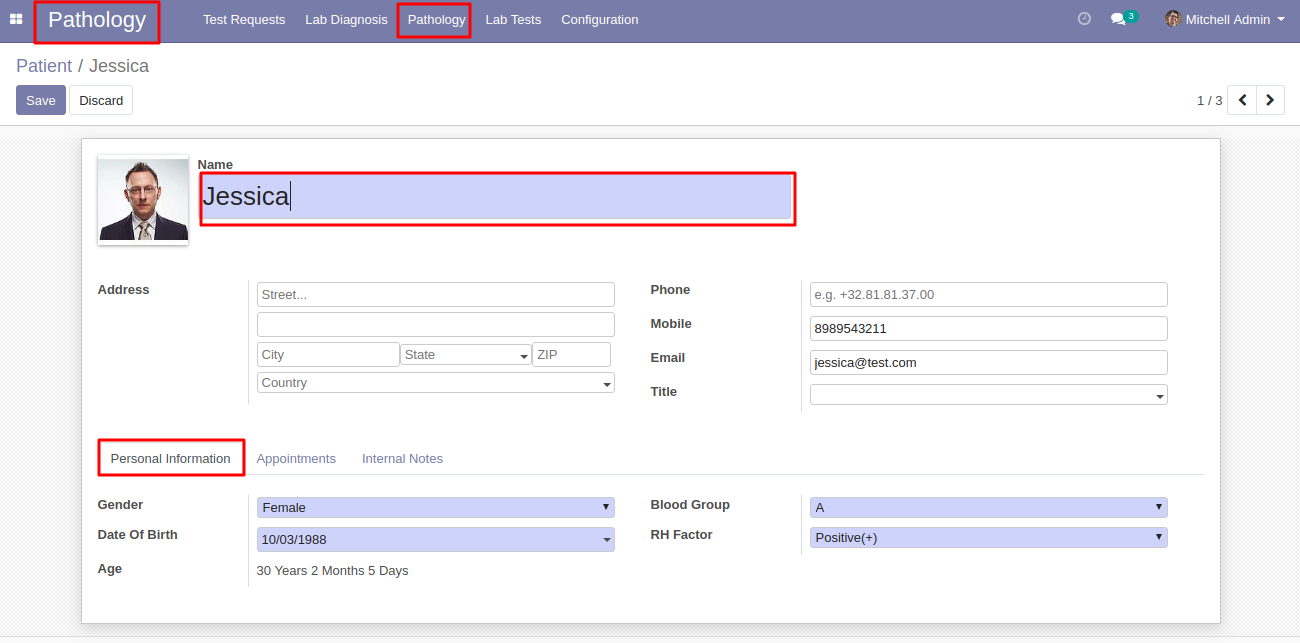 Pathology Test Requests Lab Diagnosis Pathology Lab Tests Configuration 3 Mitchell Admin
Patient / Jessica
Save Discard 1 / 3
Name
Jessica
Address Street... Phone e.g. +32.81.81.37.00
Mobile 8989543211
City State ZIP Email jessica@test.com
Country Title
Personal Information Appointments Internal Notes
Gender Female Blood Group A
Date Of Birth 10/03/1988 RH Factor Positive(+)
Age 30 Years 2 Months 5 Days